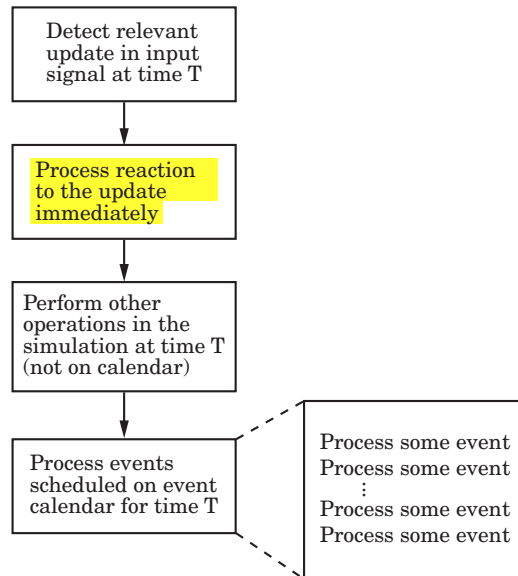 Detect relevant
update in input
signal at time T
Process reaction
to the update
immediately
Perform other
operations in the
simulation at time T
(not on calendar)
Process events
scheduled on event
calendar for time T
Process some event
Process some event
⋮
Process some event
Process some event